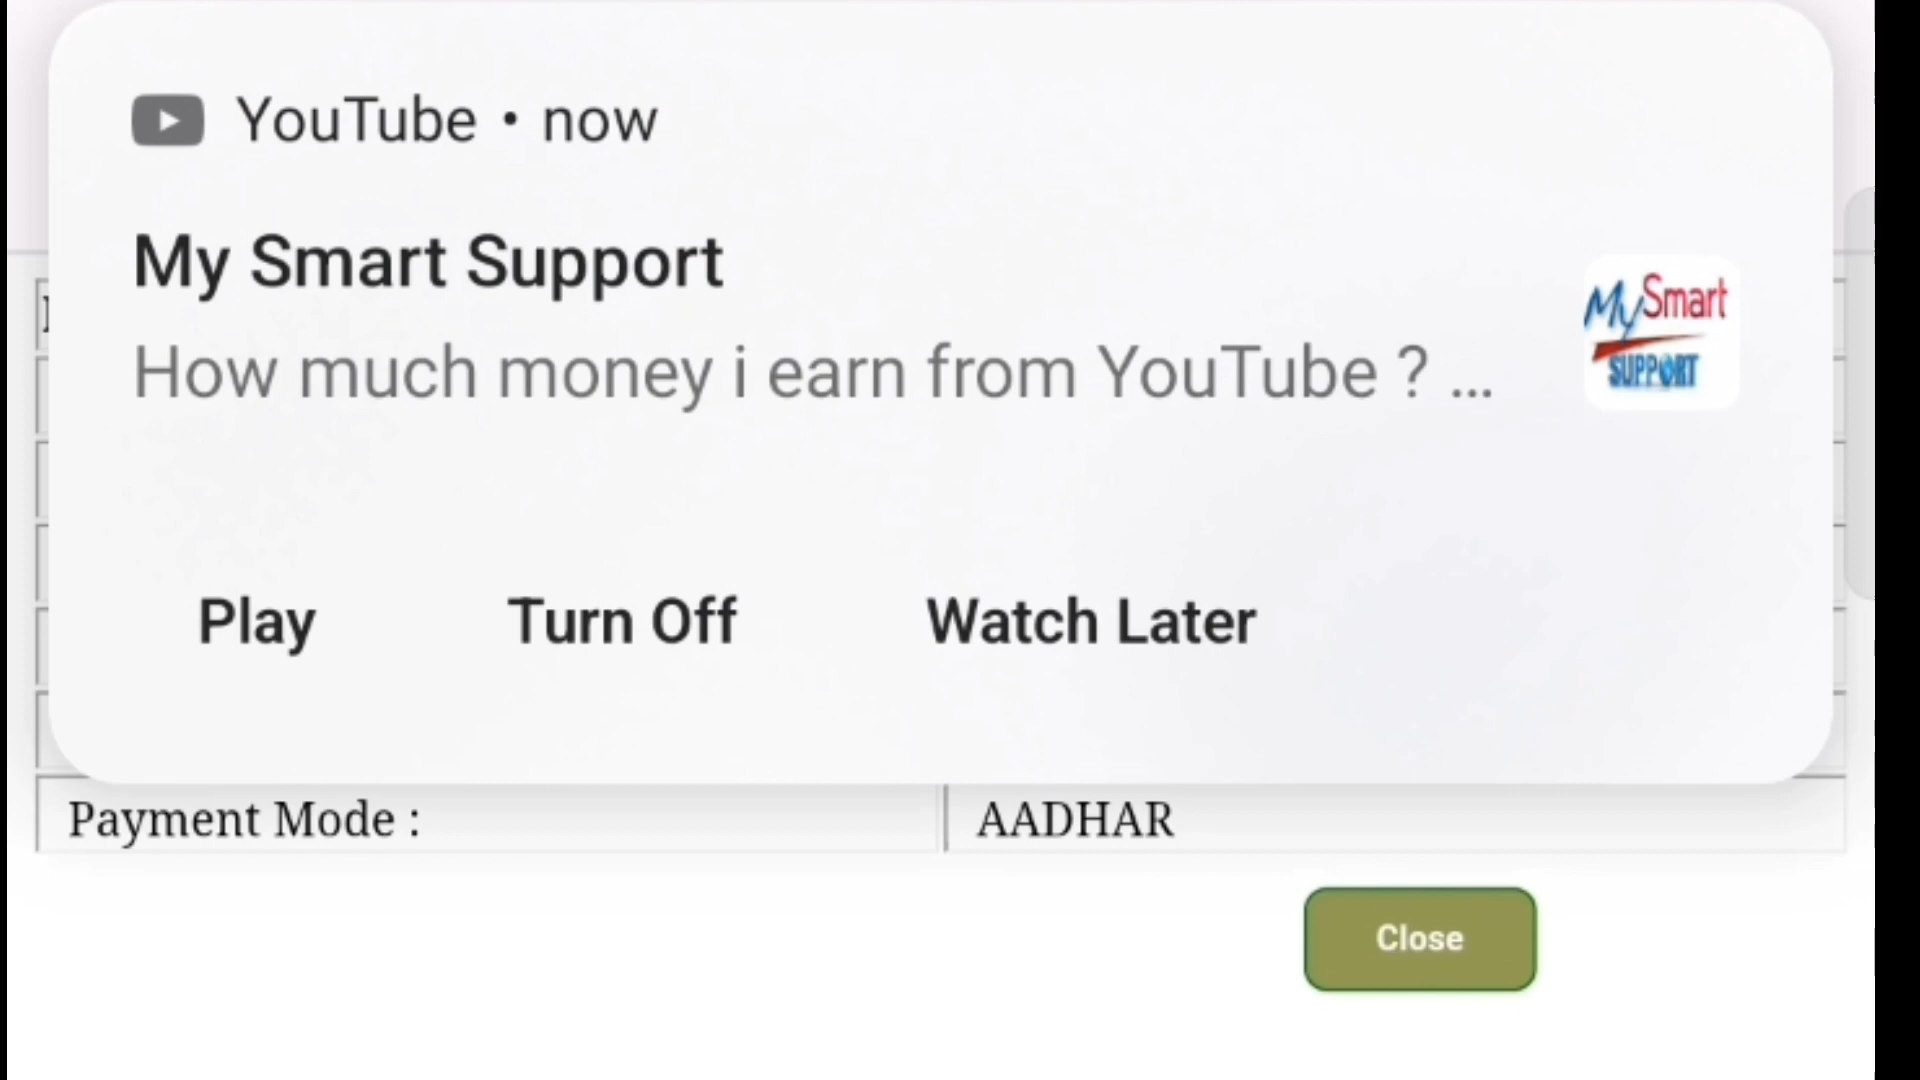 YouTube • now
My Smart Support
How much money i earn from YouTube ? ...
My Smart
SUPPORT
Play Turn Off Watch Later
Payment Mode : AADHAR
Close